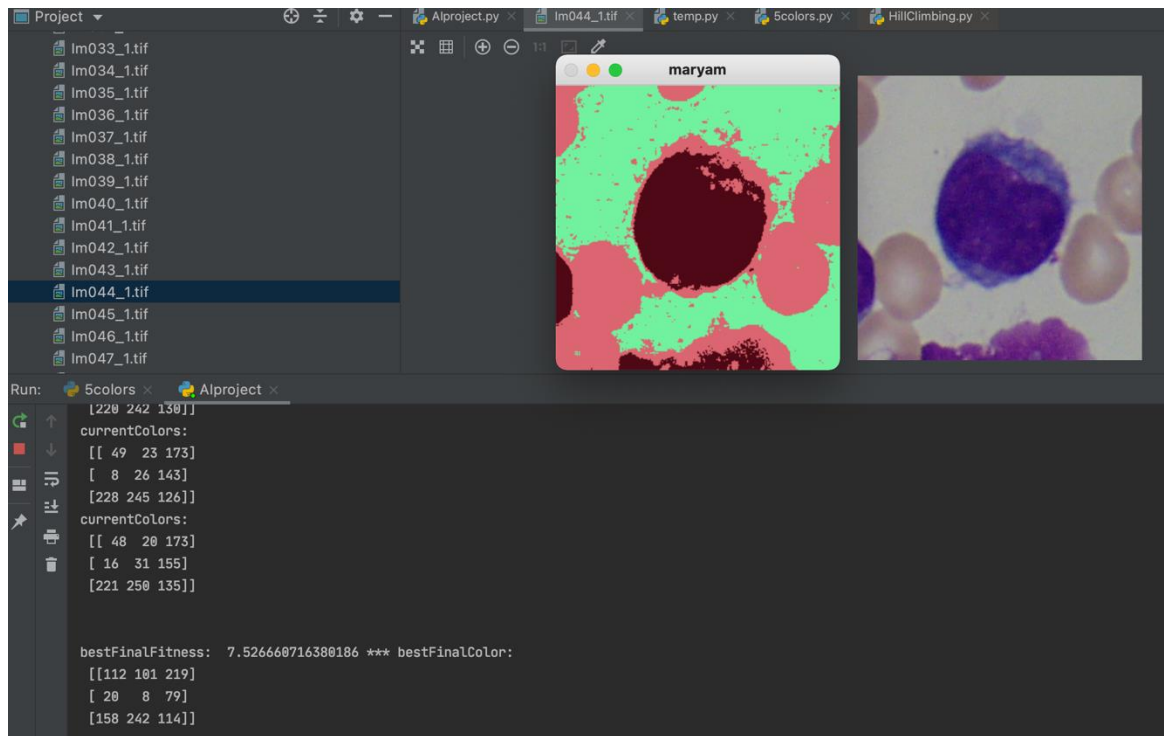 Project
AIproject.py
Im044_1.tif
temp.py
5colors.py
HillClimbing.py
Im033_1.tif
Im034_1.tif
Im035_1.tif
Im036_1.tif
Im037_1.tif
Im038_1.tif
Im039_1.tif
Im040_1.tif
Im041_1.tif
Im042_1.tif
Im043_1.tif
Im044_1.tif
Im045_1.tif
Im046_1.tif
Im047_1.tif
1:1
maryam
Run: 5colors AIproject
[220 242 130]]
currentColors:
[[ 49 23 173]
[ 8 26 143]
[228 245 126]]
currentColors:
[[ 48 20 173]
[ 16 31 155]
[221 250 135]]
bestFinalFitness: 7.526660716380186 *** bestFinalColor:
[[112 101 219]
[ 20 8 79]
[158 242 114]]